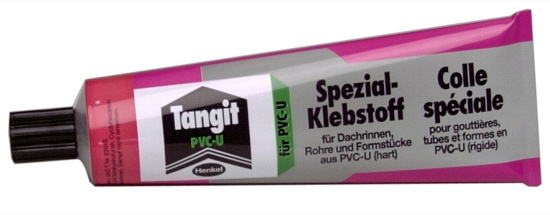 Tangit
PVC-U
Henkel
für PVC-U
Spezial-
Klebstoff
für Dachrinnen,
Rohre und Formstücke
aus PVC-U (hart)
Colle
spéciale
pour gouttières,
tubes et formes en
PVC-U (rigide)